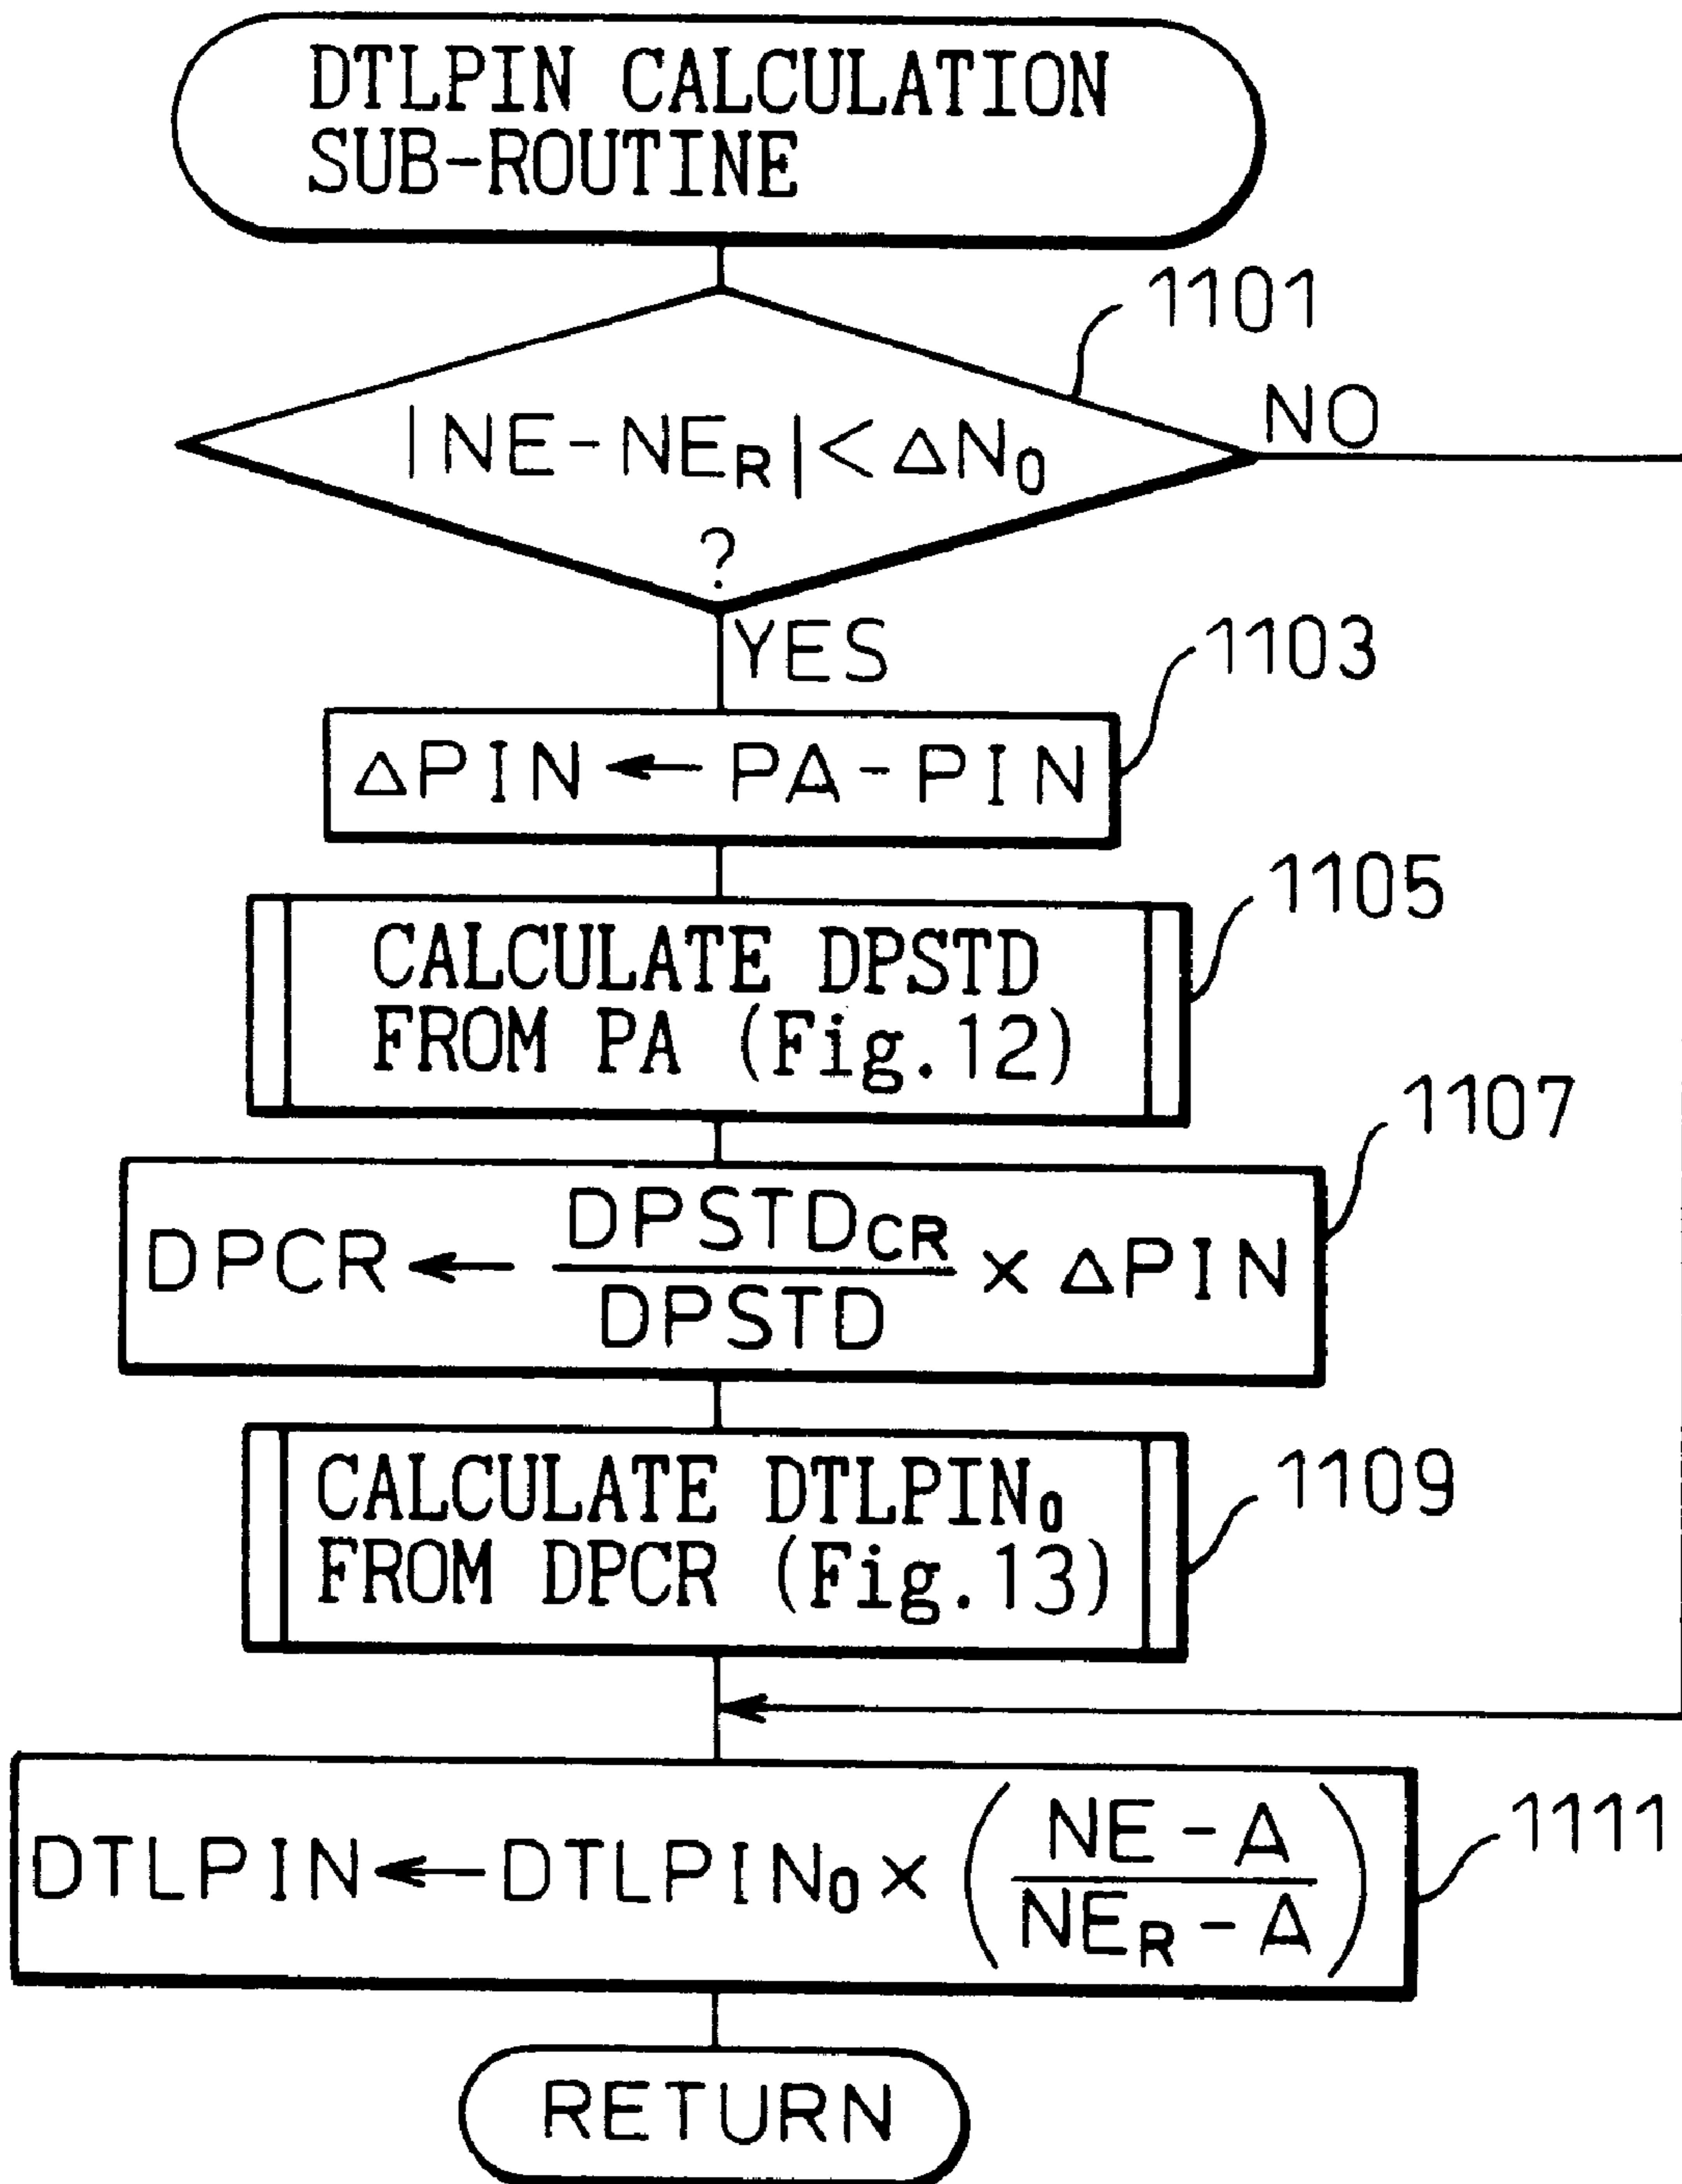 DTLPIN CALCULATION
SUB-ROUTINE
1101
|NE-NER|<ΔN0
?
NO
YES
1103
ΔPIN ← PA-PIN
1105
CALCULATE DPSTD
FROM PA (Fig.12)
1107
DPCR ← DPSTDCR / DPSTD × ΔPIN
1109
CALCULATE DTLPIN0
FROM DPCR (Fig.13)
1111
DTLPIN ← DTLPIN0 × (NE-A / NER-A)
RETURN